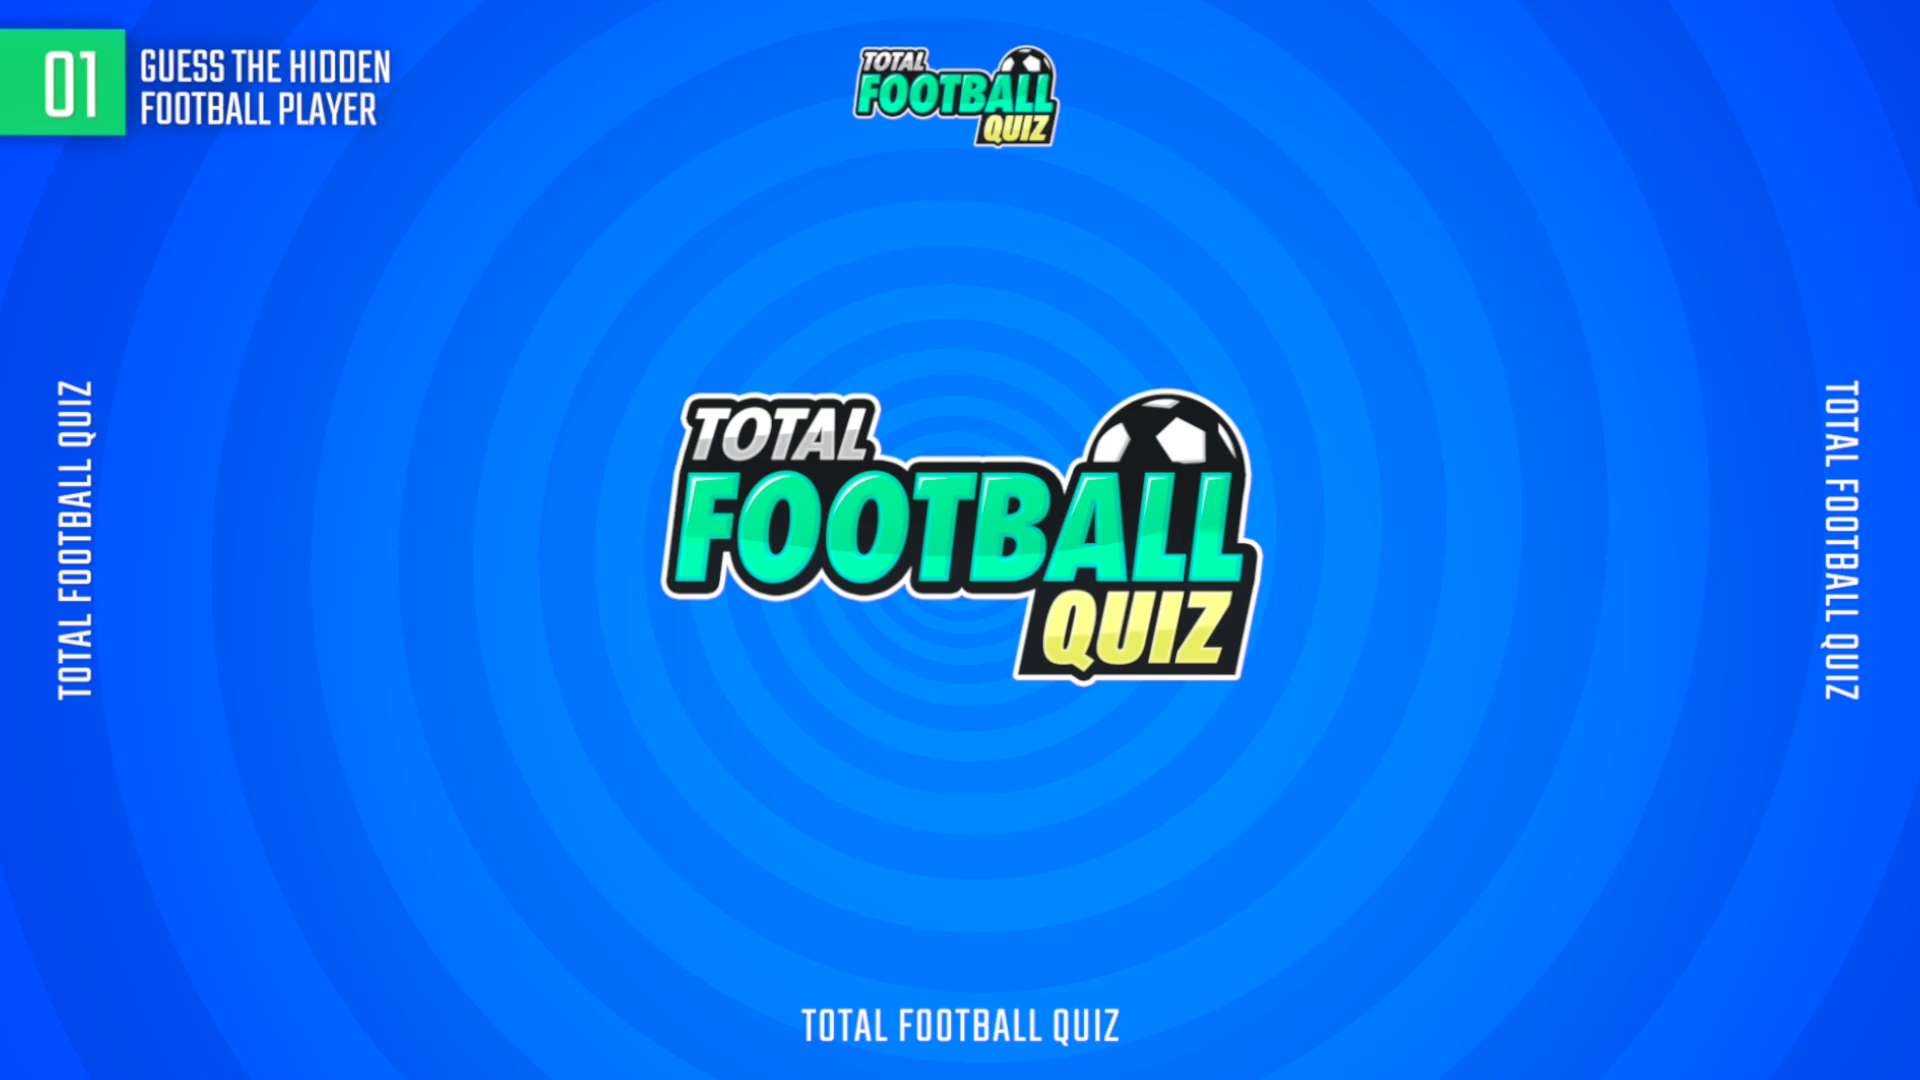 01
GUESS THE HIDDEN
FOOTBALL PLAYER
TOTAL
FOOTBALL
QUIZ
TOTAL FOOTBALL QUIZ
TOTAL
FOOTBALL
QUIZ
TOTAL FOOTBALL QUIZ
TOTAL FOOTBALL QUIZ